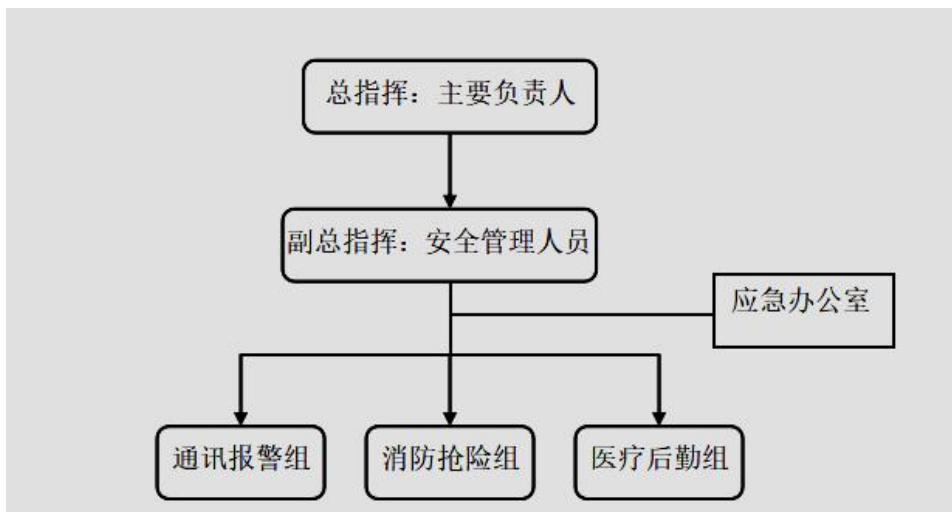 总指挥：主要负责人
副总指挥：安全管理人员
应急办公室
通讯报警组
消防抢险组
医疗后勤组